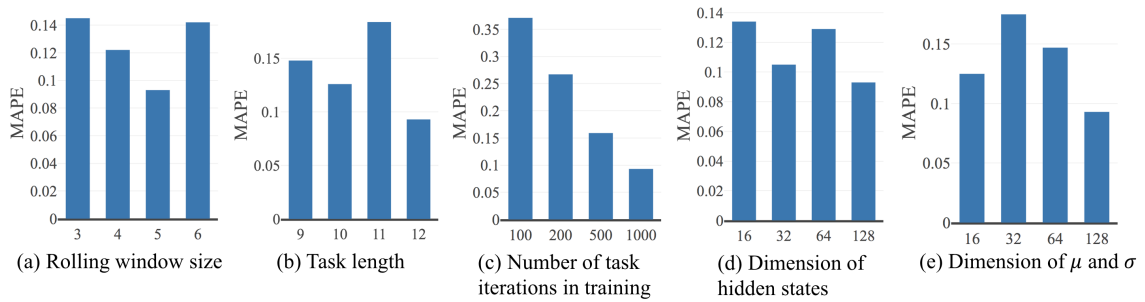 MAPE
0.14
0.12
0.1
0.08
0.06
0.04
0.02
0
3 4 5 6
(a) Rolling window size
MAPE
0.15
0.1
0.05
0
9 10 11 12
(b) Task length
MAPE
0.35
0.3
0.25
0.2
0.15
0.1
0.05
0
100 200 500 1000
(c) Number of task
iterations in training
MAPE
0.14
0.12
0.1
0.08
0.06
0.04
0.02
0
16 32 64 128
(d) Dimension of
hidden states
MAPE
0.15
0.1
0.05
0
16 32 64 128
(e) Dimension of μ and σ